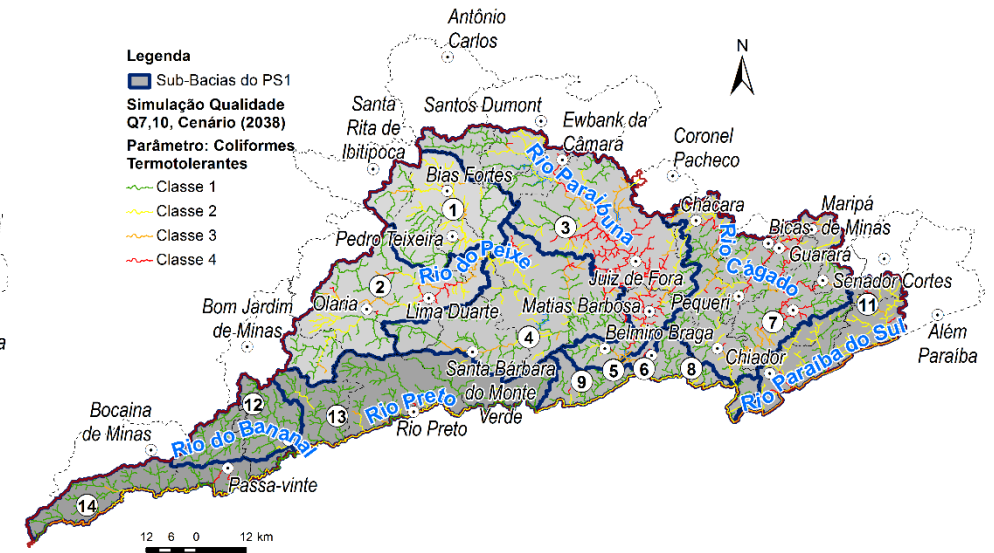 Antônio
Carlos
N
Legenda
Sub-Bacias do PS1
Simulação Qualidade
Q7,10, Cenário (2038)
Parâmetro: Coliformes
Termotolerantes
Classe 1
Classe 2
Classe 3
Classe 4
Santa
Rita de
Ibitipoca
Santos Dumont
Ewbank da
Câmara
Coronel
Pacheco
Rio Paraibuna
Bias Fortes
1
3
Pedro Teixeira
Rio do Peixe
Chácara
Maripá
de Minas
Bicas
Guarará
Rio Cágado
Senador Cortes
2
Olaria
Lima Duarte
Juiz de Fora
Matias Barbosa
Pequeri
7
11
Bom Jardim
de Minas
4
Belmiro Braga
Além
Paraíba
Santa Bárbara
do Monte
Verde
9
5
6
8
Chiador
Rio Paraíba do Sul
12
13
Rio Preto
Rio Preto
Bocaina
de Minas
Rio do Bananal
Passa-vinte
14
12 6 0 12 km
a